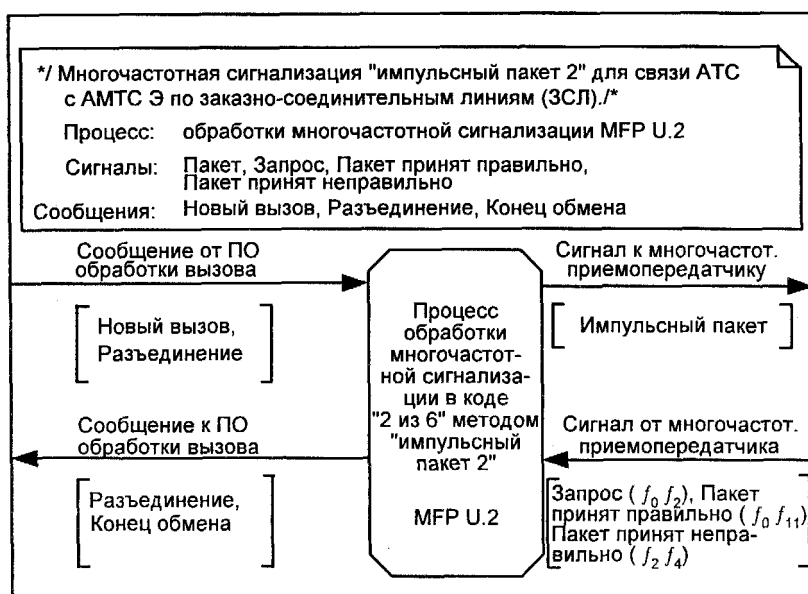 */ Многочастотная сигнализация "импульсный пакет 2" для связи АТС
с АМТС Э по заказно-соединительным линиям (ЗСЛ)./*
Процесс: обработки многочастотной сигнализации MFP U.2
Сигналы: Пакет, Запрос, Пакет принят правильно,
Пакет принят неправильно
Сообщения: Новый вызов, Разъединение, Конец обмена
Сообщение от ПО
обработки вызова
Новый вызов,
Разъединение
Сообщение к ПО
обработки вызова
Разъединение,
Конец обмена
Процесс
обработки
многочастот-
ной сигнализа-
ции в коде
"2 из 6" методом
"импульсный
пакет 2"
MFP U.2
Сигнал к многочастот.
приемопередатчику
Импульсный пакет
Сигнал от многочастот.
приемопередатчика
Запрос ( f0 f2), Пакет
принят правильно ( f0 f11)
Пакет принят непра-
вильно ( f2 f4)